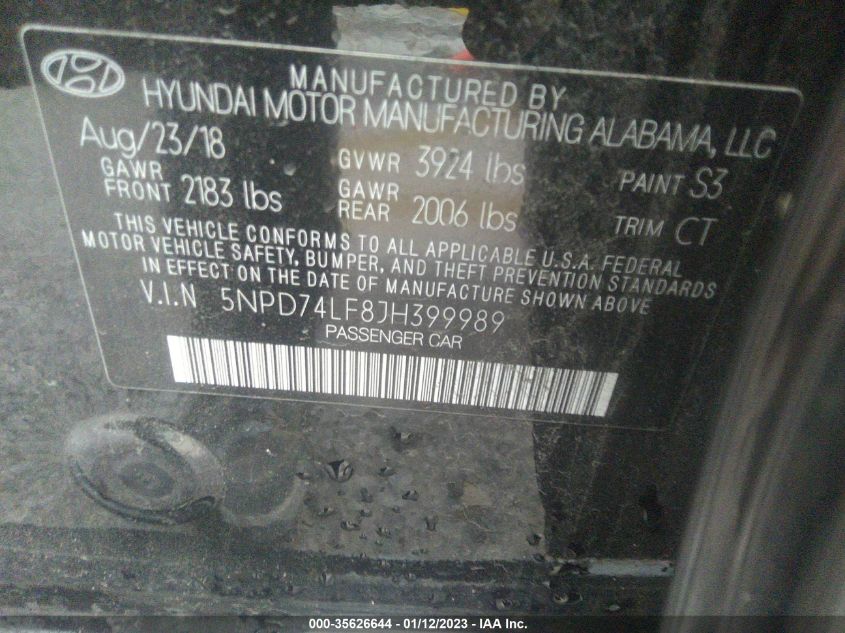 MANUFACTURED BY
HYUNDAI MOTOR MANUFACTURING ALABAMA, LLC
Aug/23/18 GVWR 3924 lbs PAINT S3
GAWR FRONT 2183 lbs GAWR REAR 2006 lbs TRIM CT
THIS VEHICLE CONFORMS TO ALL APPLICABLE U.S.A. FEDERAL
MOTOR VEHICLE SAFETY, BUMPER, AND THEFT PREVENTION STANDARDS
IN EFFECT ON THE DATE OF MANUFACTURE SHOWN ABOVE
V.I.N 5NPD74LF8JH399989
PASSENGER CAR
000-35626644 - 01/12/2023 - IAA Inc.